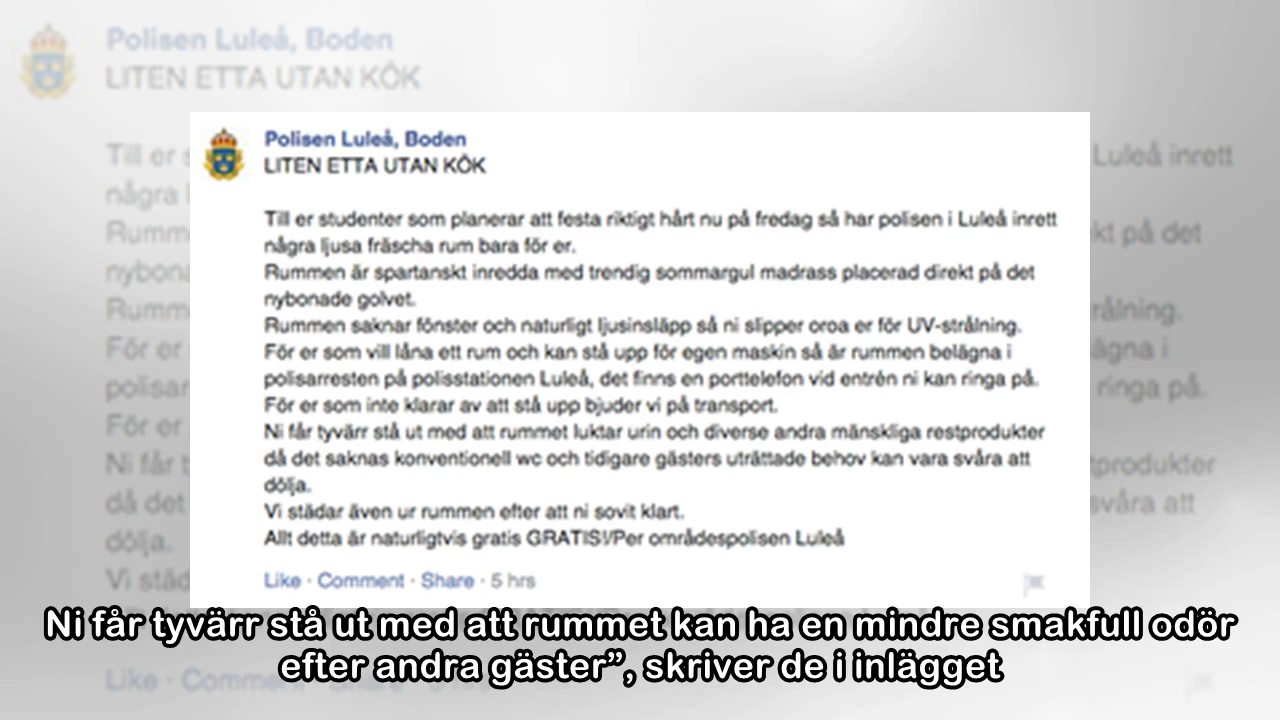 Polisen Luleå, Boden
LITEN ETTA UTAN KÖK
Till er studenter som planerar att festa riktigt hårt nu på fredag så har polisen i Luleå inrett
några ljusa fräscha rum bara för er.
Rummen är spartanskt inredda med trendig sommargul madrass placerad direkt på det
nybonade golvet.
Rummen saknar fönster och naturligt ljusinsläpp så ni slipper oroa er för UV-strålning.
För er som vill låna ett rum och kan stå upp för egen maskin så är rummen belägna i
polisarresten på polisstationen Luleå, det finns en porttelefon vid entrén ni kan ringa på.
För er som inte klarar av att stå upp bjuder vi på transport.
Ni får tyvärr stå ut med att rummet luktar urin och diverse andra mänskliga restprodukter
då det saknas konventionell wc och tidigare gästers uträttade behov kan vara svåra att
dölja.
Vi städar även ur rummen efter att ni sovit klart.
Allt detta är naturligtvis gratis GRATIS!/Per områdespolisen Luleå
Like · Comment · Share · 5 hrs
Ni får tyvärr stå ut med att rummet kan ha en mindre smakfull odör
efter andra gäster”, skriver de i inlägget